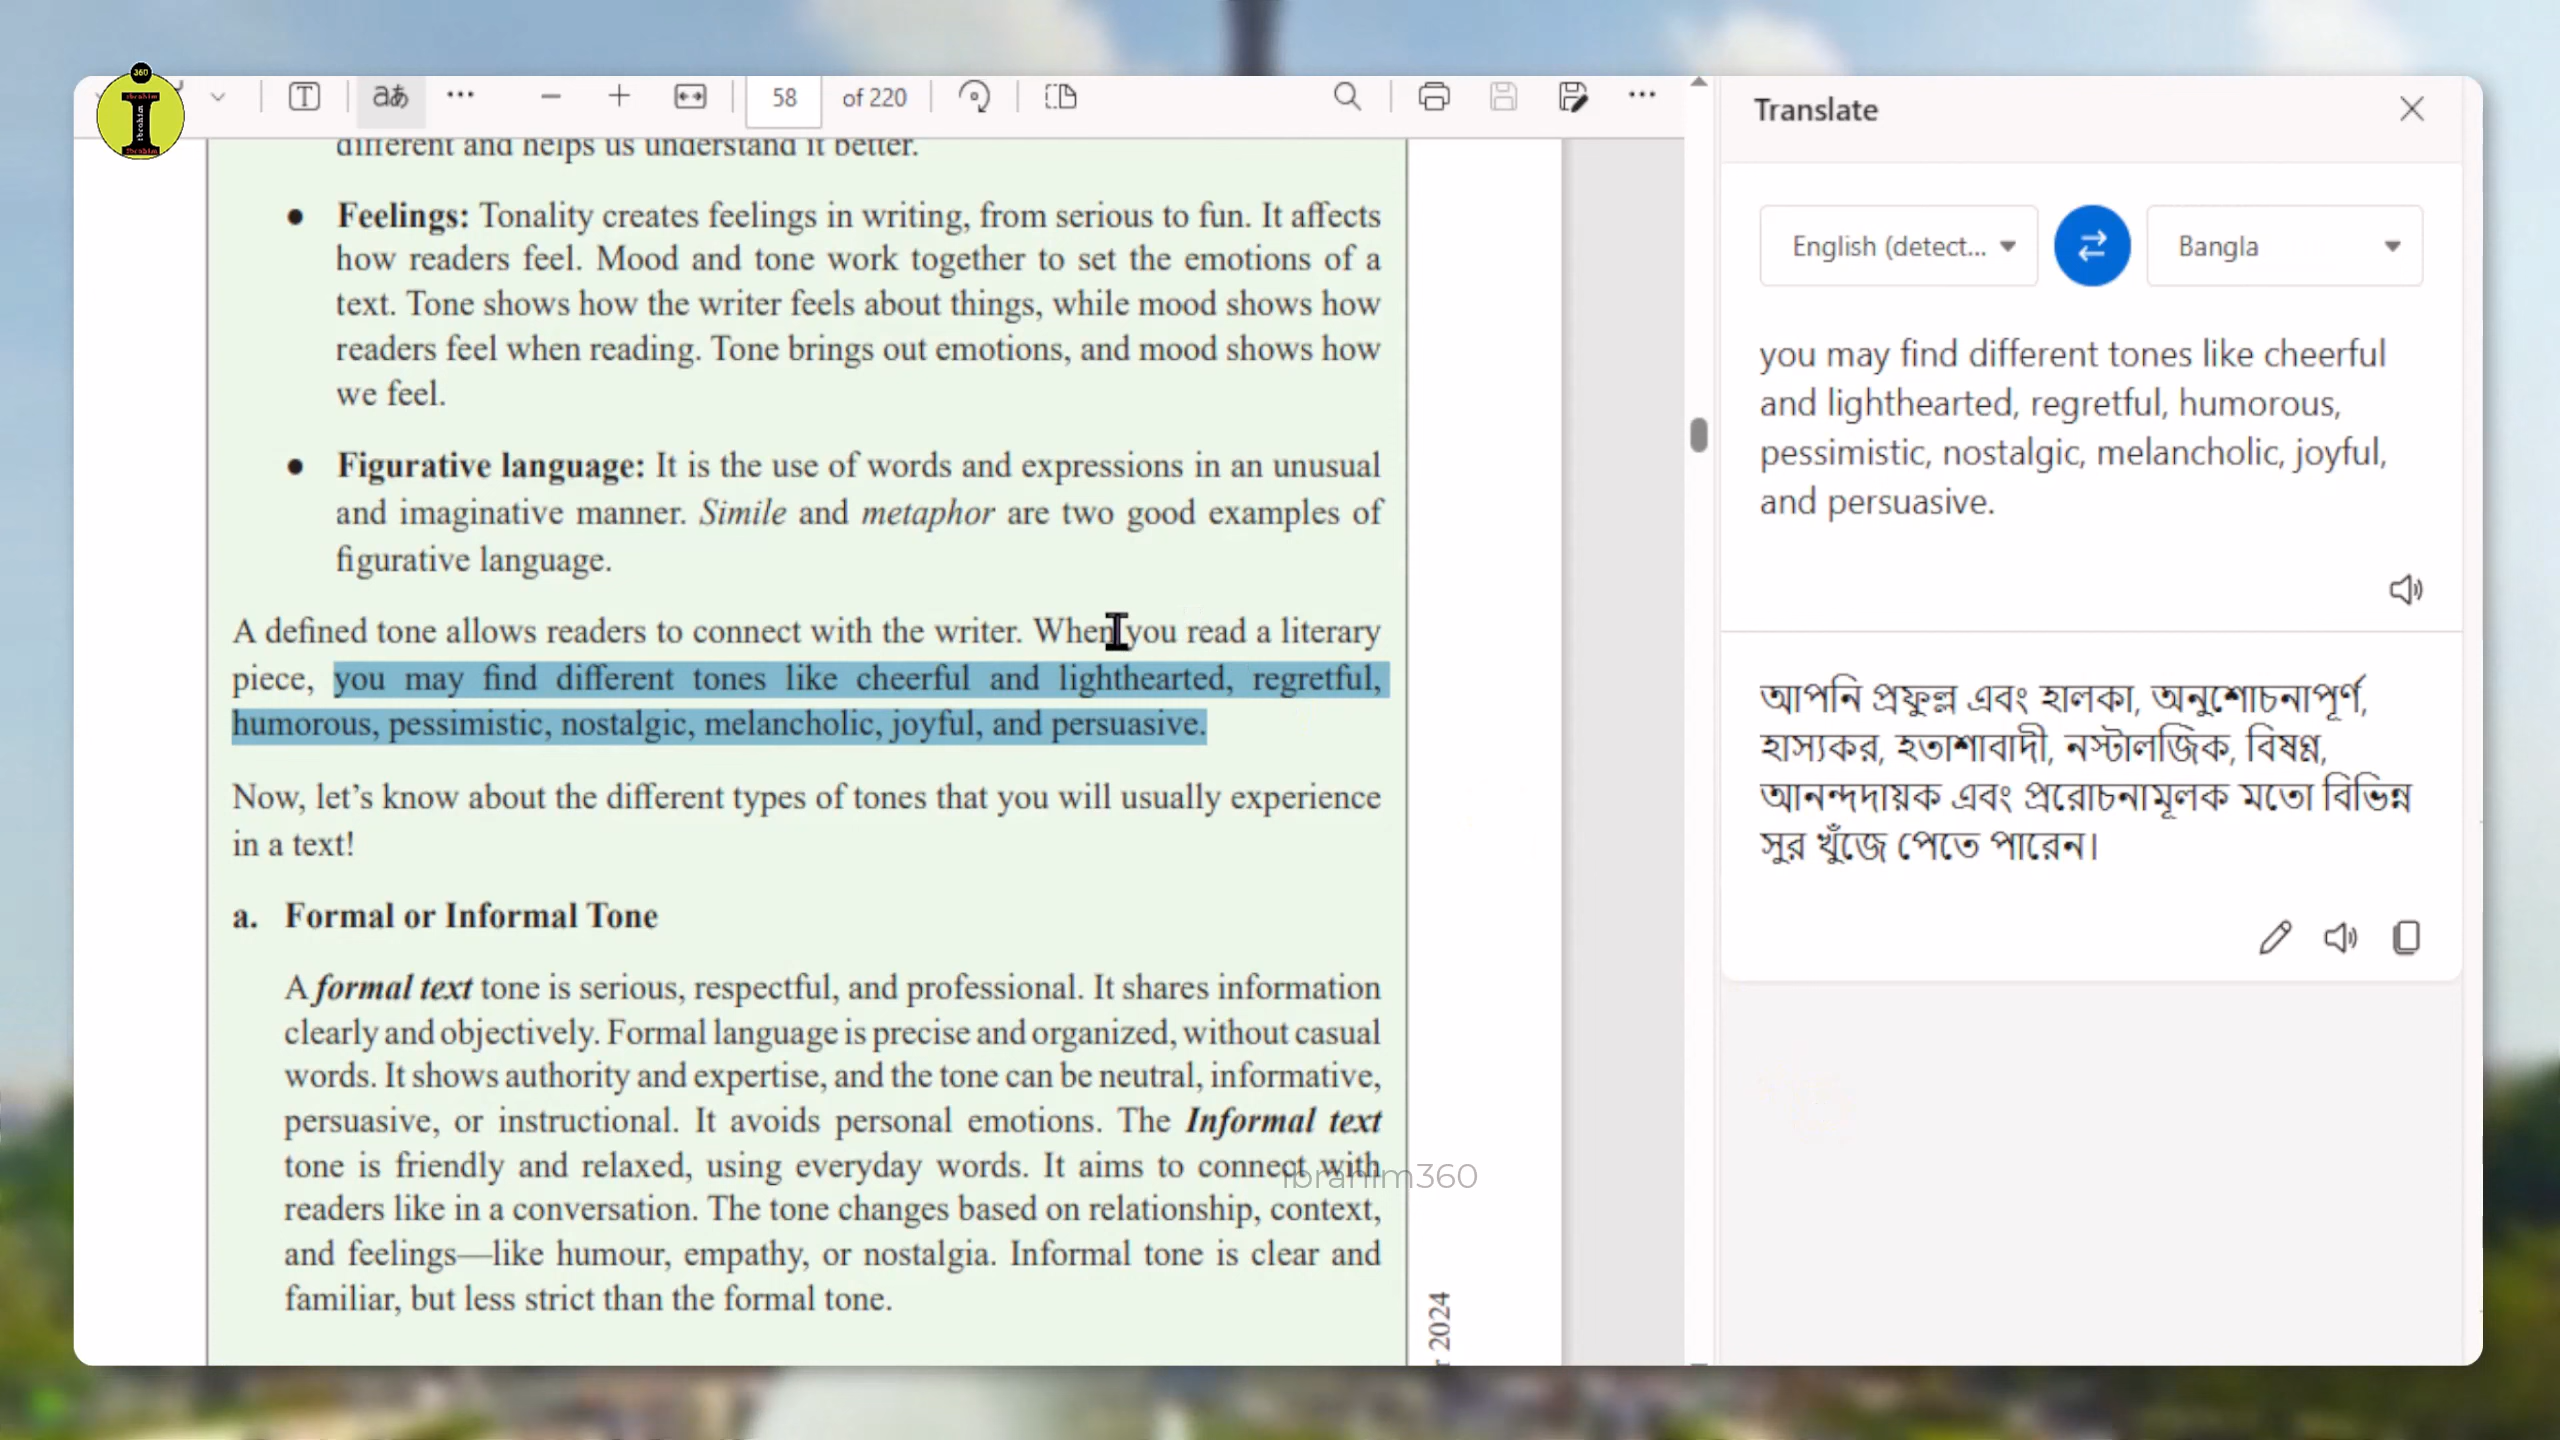 360
Ibrahim
Ibrahim
Ibrahim
T
aあ
58
of 220
Translate
different and helps us understand it better.
● Feelings: Tonality creates feelings in writing, from serious to fun. It affects
how readers feel. Mood and tone work together to set the emotions of a
text. Tone shows how the writer feels about things, while mood shows how
readers feel when reading. Tone brings out emotions, and mood shows how
we feel.
● Figurative language: It is the use of words and expressions in an unusual
and imaginative manner. Simile and metaphor are two good examples of
figurative language.
A defined tone allows readers to connect with the writer. When you read a literary
piece, you may find different tones like cheerful and lighthearted, regretful,
humorous, pessimistic, nostalgic, melancholic, joyful, and persuasive.
Now, let’s know about the different types of tones that you will usually experience
in a text!
a. Formal or Informal Tone
A formal text tone is serious, respectful, and professional. It shares information
clearly and objectively. Formal language is precise and organized, without casual
words. It shows authority and expertise, and the tone can be neutral, informative,
persuasive, or instructional. It avoids personal emotions. The Informal text
tone is friendly and relaxed, using everyday words. It aims to connect with
readers like in a conversation. The tone changes based on relationship, context,
and feelings—like humour, empathy, or nostalgia. Informal tone is clear and
familiar, but less strict than the formal tone.
ibrahim360
2024
English (detect...
Bangla
you may find different tones like cheerful
and lighthearted, regretful, humorous,
pessimistic, nostalgic, melancholic, joyful,
and persuasive.
আপনি প্রফুল্ল এবং হালকা, অনুশোচনাপূর্ণ,
হাস্যকর, হতাশাবাদী, নস্টালজিক, বিষণ্ণ,
আনন্দদায়ক এবং প্ররোচনামূলক মতো বিভিন্ন
সুর খুঁজে পেতে পারেন।